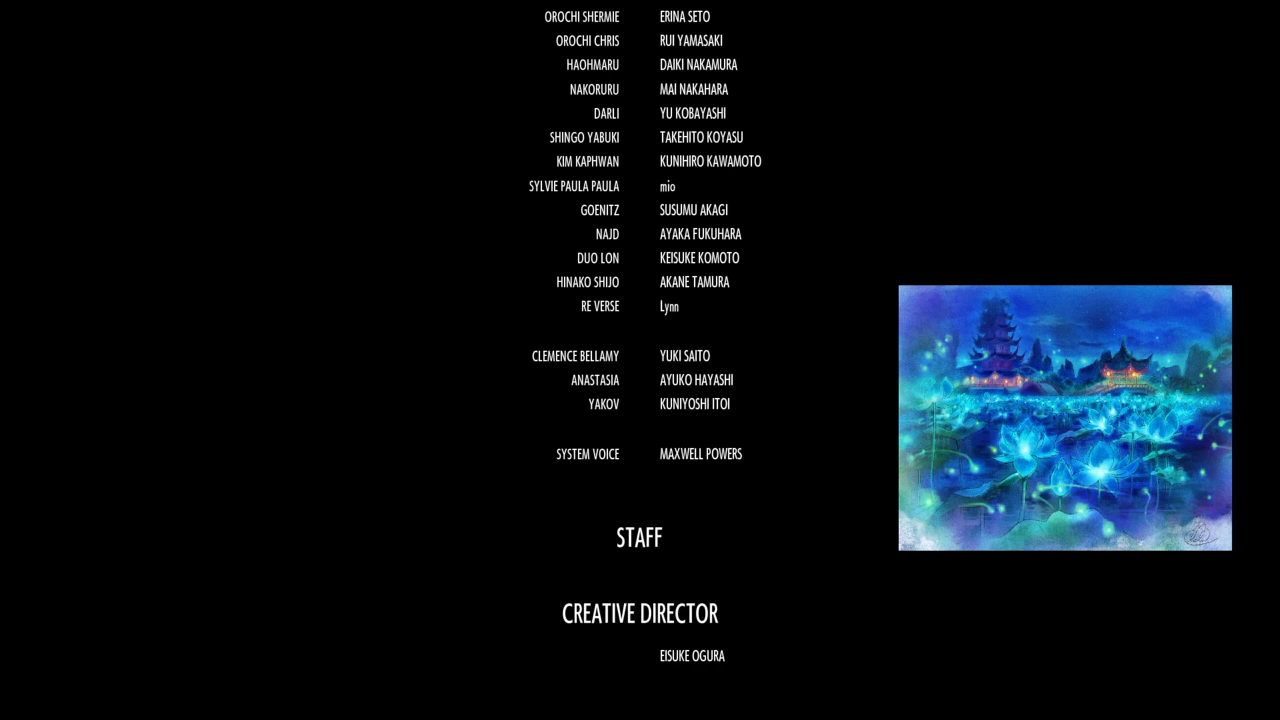 OROCHI SHERMIE ERINA SETO
OROCHI CHRIS RUI YAMASAKI
HAOHMARU DAIKI NAKAMURA
NAKORURU MAI NAKAHARA
DARLI YU KOBAYASHI
SHINGO YABUKI TAKEHITO KOYASU
KIM KAPHWAN KUNIHIRO KAWAMOTO
SYLVIE PAULA PAULA mio
GOENITZ SUSUMU AKAGI
NAJD AYAKA FUKUHARA
DUO LON KEISUKE KOMOTO
HINAKO SHIJO AKANE TAMURA
RE VERSE Lynn
CLEMENCE BELLAMY YUKI SAITO
ANASTASIA AYUKO HAYASHI
YAKOV KUNIYOSHI ITOI
SYSTEM VOICE MAXWELL POWERS
STAFF
CREATIVE DIRECTOR
EISUKE OGURA